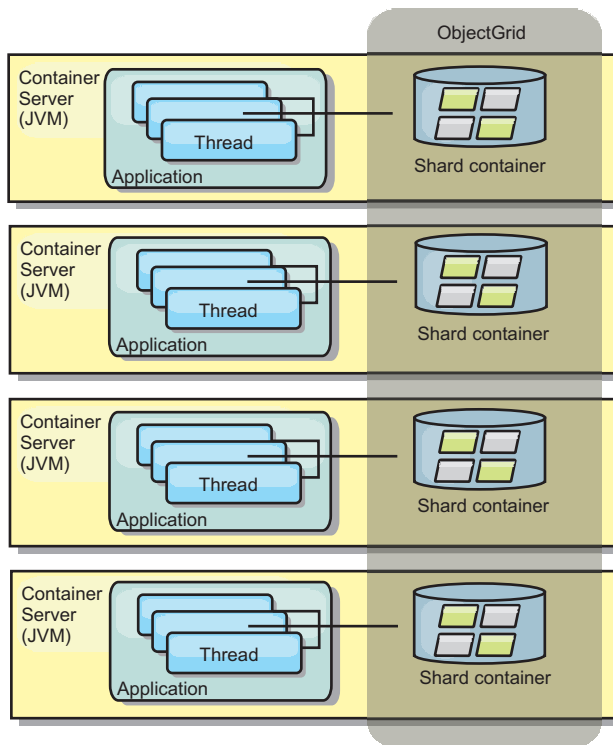 ObjectGrid
Container
Server
(JVM)
Thread
Application
Shard container
Container
Server
(JVM)
Thread
Application
Shard container
Container
Server
(JVM)
Thread
Application
Shard container
Container
Server
(JVM)
Thread
Application
Shard container